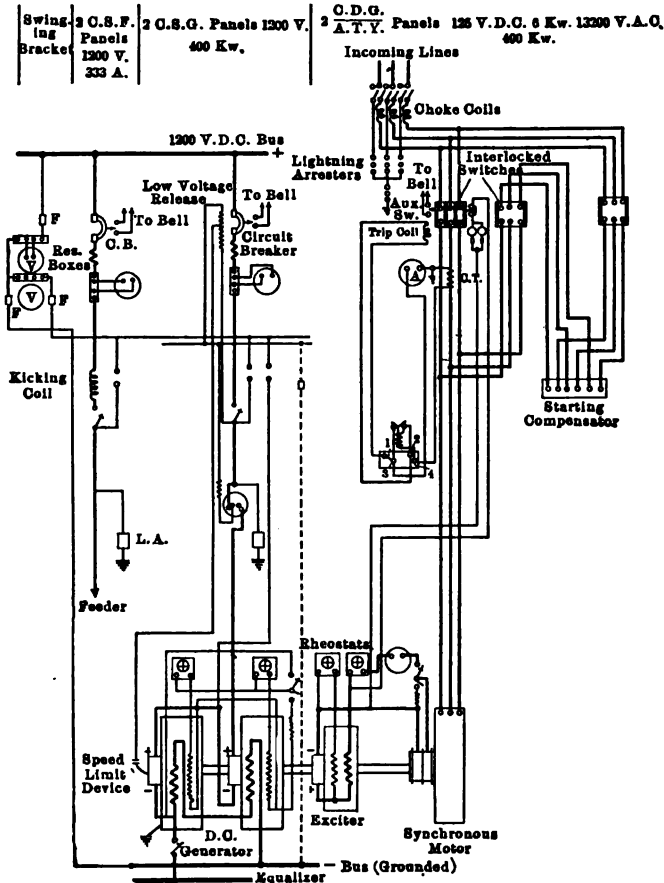 Swing-
ing
Bracket
2 C.S.F.
Panels
1200 V.
333 A.
2 C.S.G. Panels 1200 V.
400 Kw.
2 C.D.G.
A.T.Y. Panels 125 V.D.C. 6 Kw. 13200 V.A.C.
400 Kw.
Incoming Lines
Choke Coils
1200 V.D.C. Bus
+
Lightning
Arresters
To
Bell
Interlocked
Switches
Low Voltage
Release
To Bell
Aux.
Sw.
F
To Bell
C.B.
Circuit
Breaker
Trip Coil
Res.
Boxes
V
V
F
F
A
C.T.
Kicking
Coil
Starting
Compensator
1
2
3
4
L.A.
Feeder
Rheostats
+
-
+
-
-
+
Speed
Limit
Device
D.C.
Generator
Exciter
Synchronous
Motor
- Bus (Grounded)
Equalizer